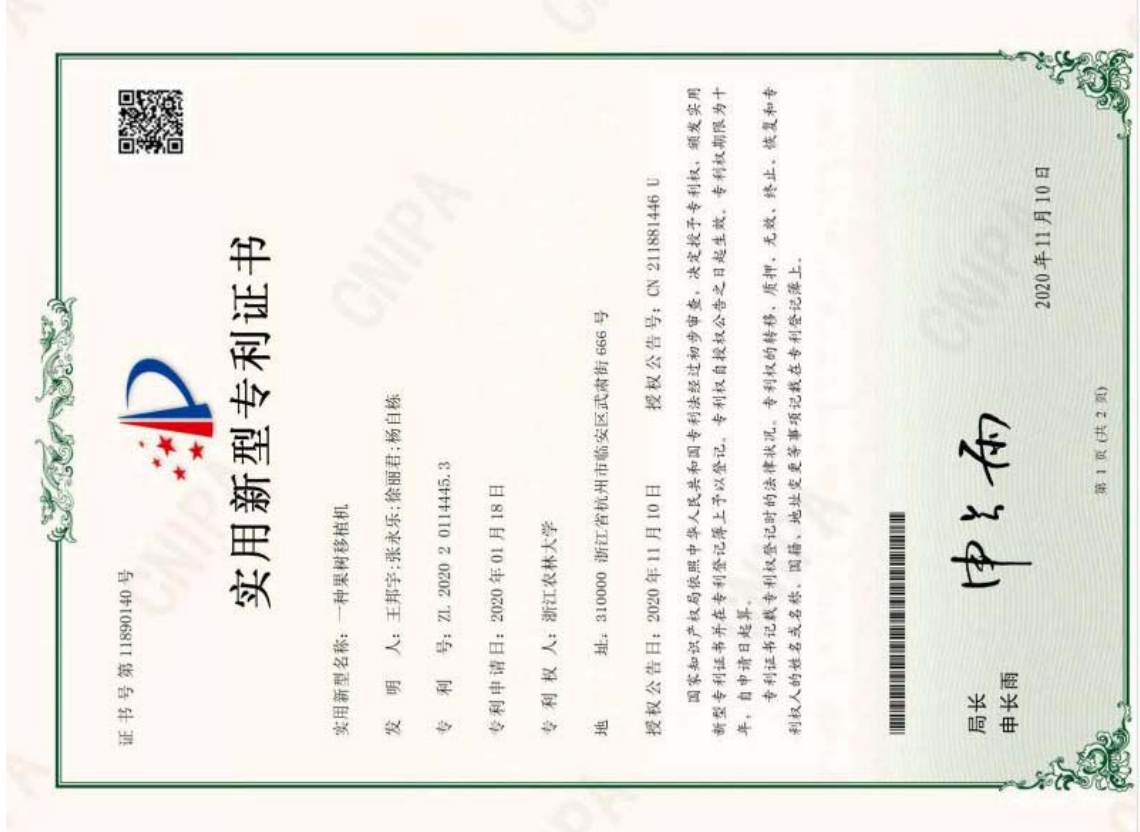 证书号第11890140号
实用新型专利证书
实用新型名称：一种果树移植机
发 明 人：王邦宇;张永乐;徐丽君;杨自栋
专 利 号：ZL 2020 2 0114445.3
专利申请日：2020年01月18日
专 利 权 人：浙江农林大学
地 址：310000 浙江省杭州市临安区武肃街666号
授权公告日：2020年11月10日 授权公告号：CN 211881446 U
国家知识产权局依照中华人民共和国专利法经过初步审查，决定授予专利权，颁发实用
新型专利证书并在专利登记簿上予以登记。专利权自授权公告之日起生效。专利权期限为十
年，自申请日起算。
专利证书记载专利权登记时的法律状况。专利权的转移、质押、无效、终止、恢复和专
利权人的姓名或名称、国籍、地址变更等事项记载在专利登记簿上。
局长
申长雨
申长雨
2020年11月10日
第 1 页 (共 2 页)
CNIPA
CNIPA
CNIPA